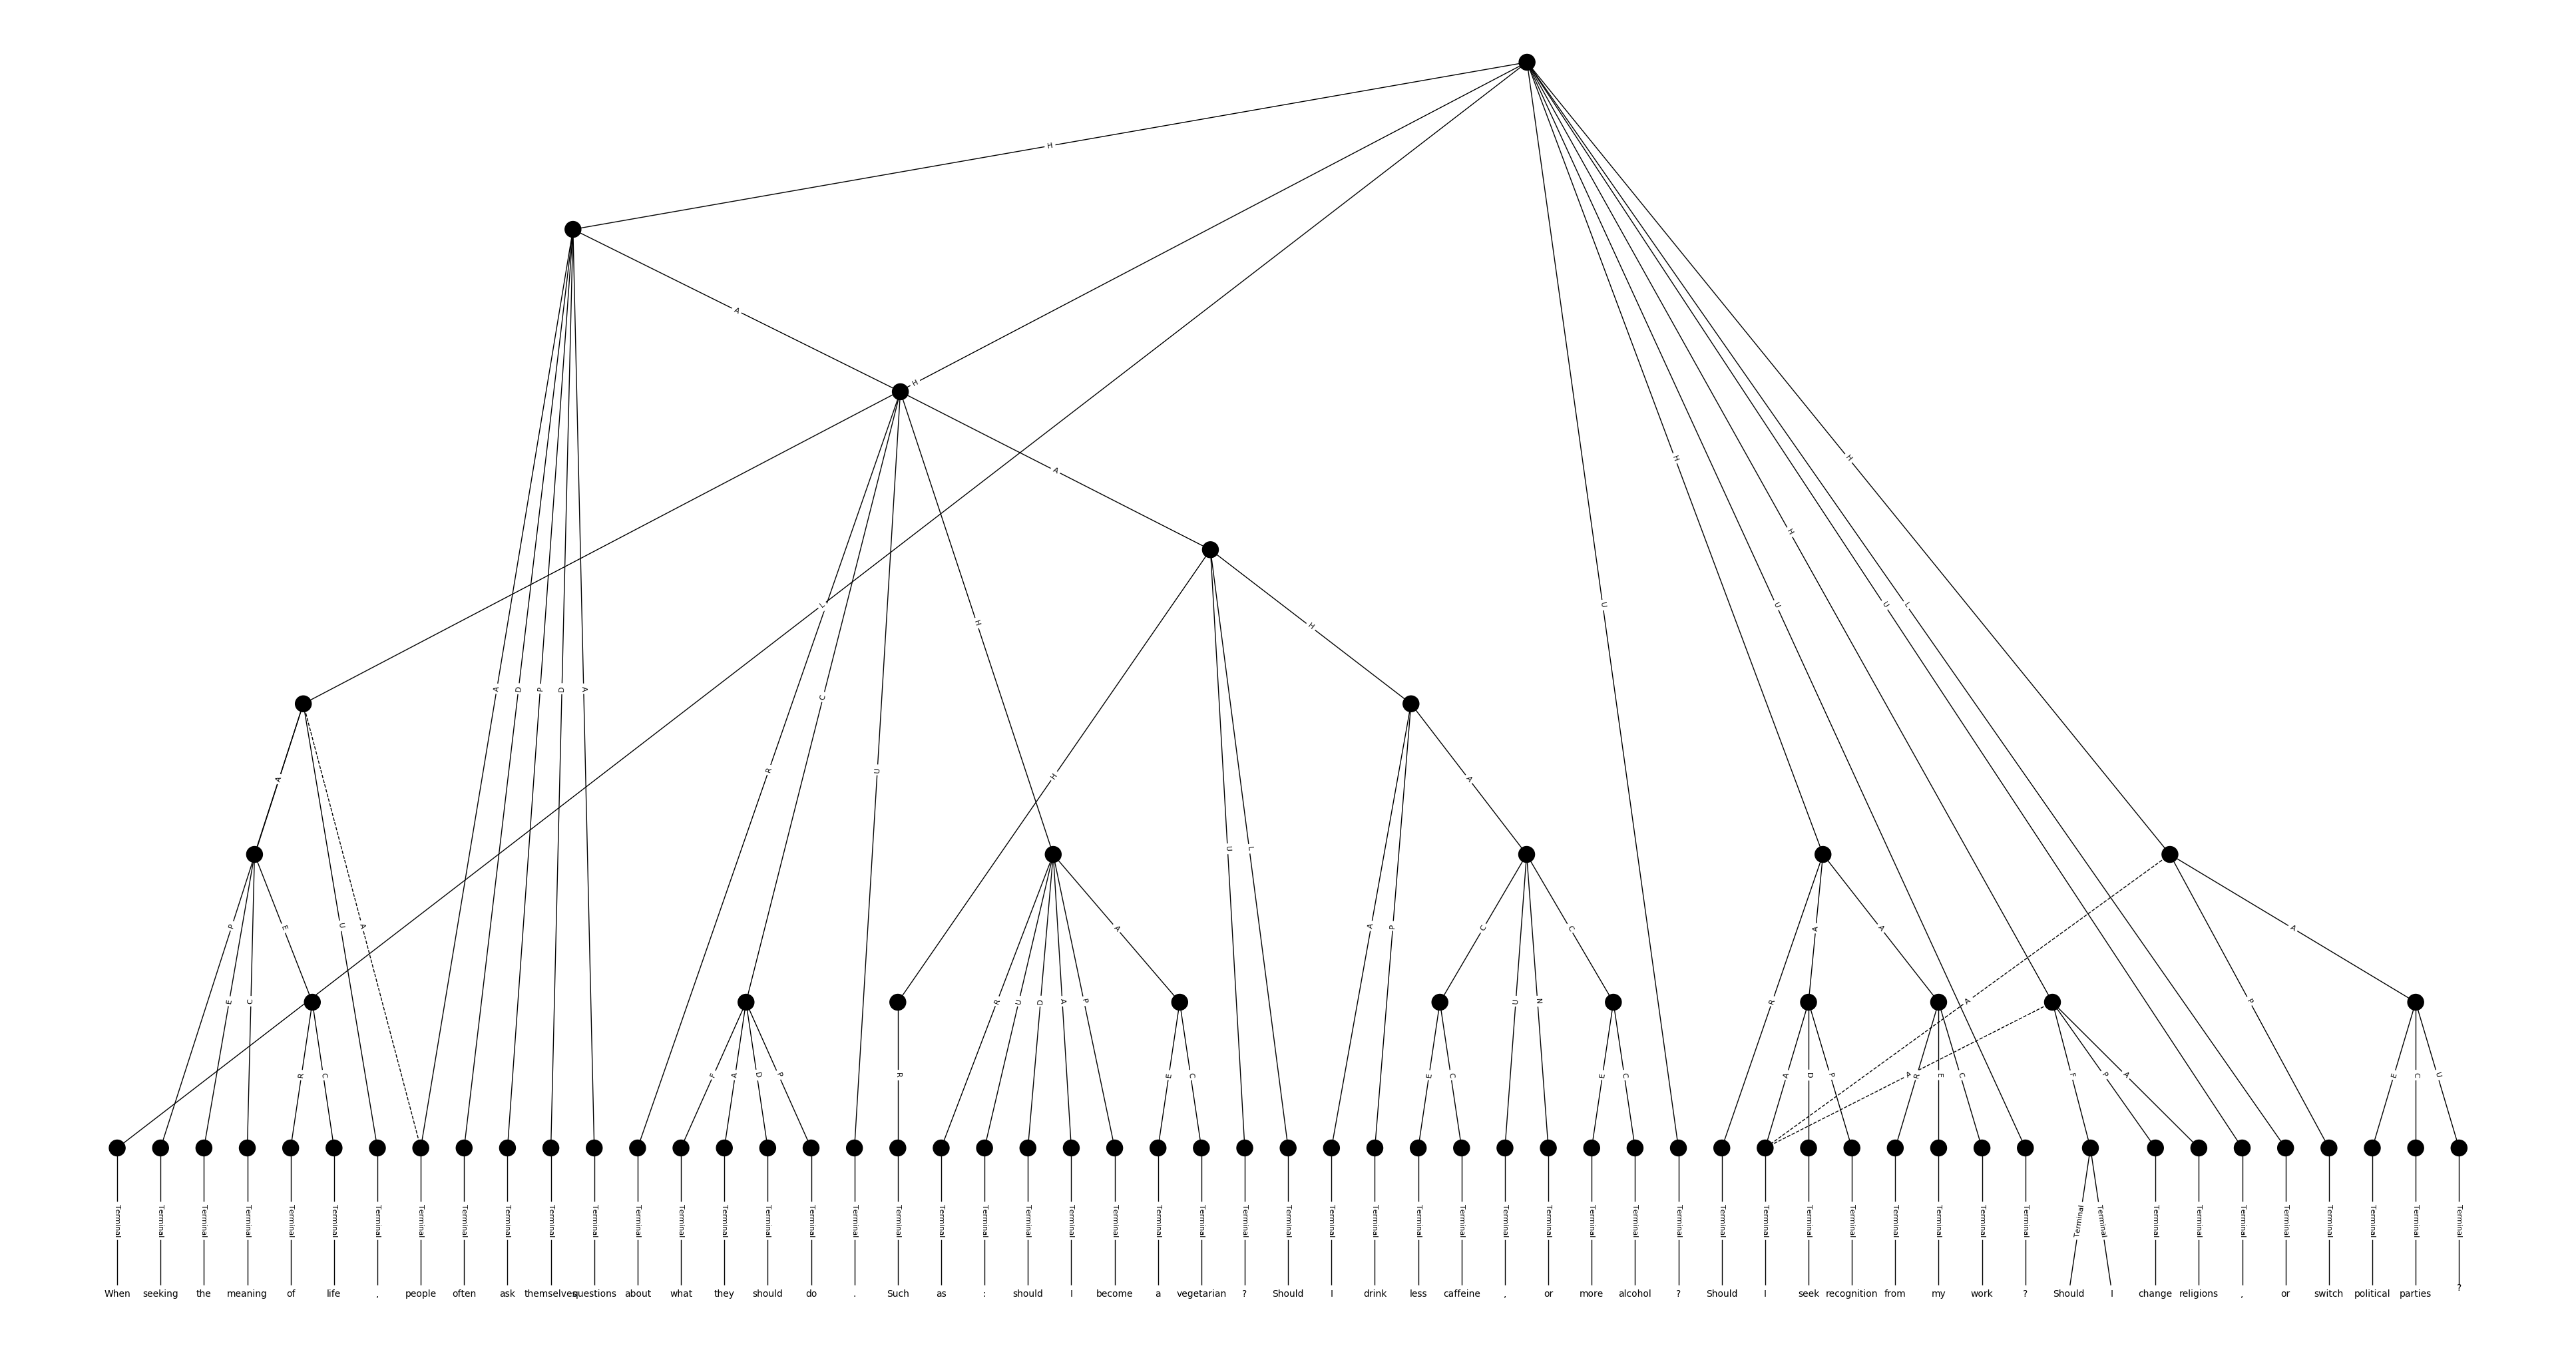 H
A
H
A
L
H
H
H
U
H
U
U
L
H
A
D
P
D
A
R
C
U
A
H
U
L
A
P
A
P
E
C
E
U
A
R
U
D
A
P
A
C
U
N
C
R
A
A
A
P
A
R
C
F
A
D
P
R
E
C
E
C
E
C
A
D
P
R
E
C
A
F
P
A
E
C
U
Terminal Terminal Terminal Terminal Terminal Terminal Terminal Terminal Terminal Terminal Terminal Terminal Terminal Terminal Terminal Terminal Terminal Terminal Terminal Terminal Terminal Terminal Terminal Terminal Terminal Terminal Terminal Terminal Terminal Terminal Terminal Terminal Terminal Terminal Terminal Terminal Terminal Terminal Terminal Terminal Terminal Terminal Terminal Terminal Terminal Terminal Terminal Terminal Terminal Terminal Terminal Terminal Terminal Terminal Terminal
When seeking the meaning of life , people often ask themselves questions about what they should do . Such as : should I become a vegetarian ? Should I drink less caffeine , or more alcohol ? Should I seek recognition from my work ? Should I change religions , or switch political parties ?